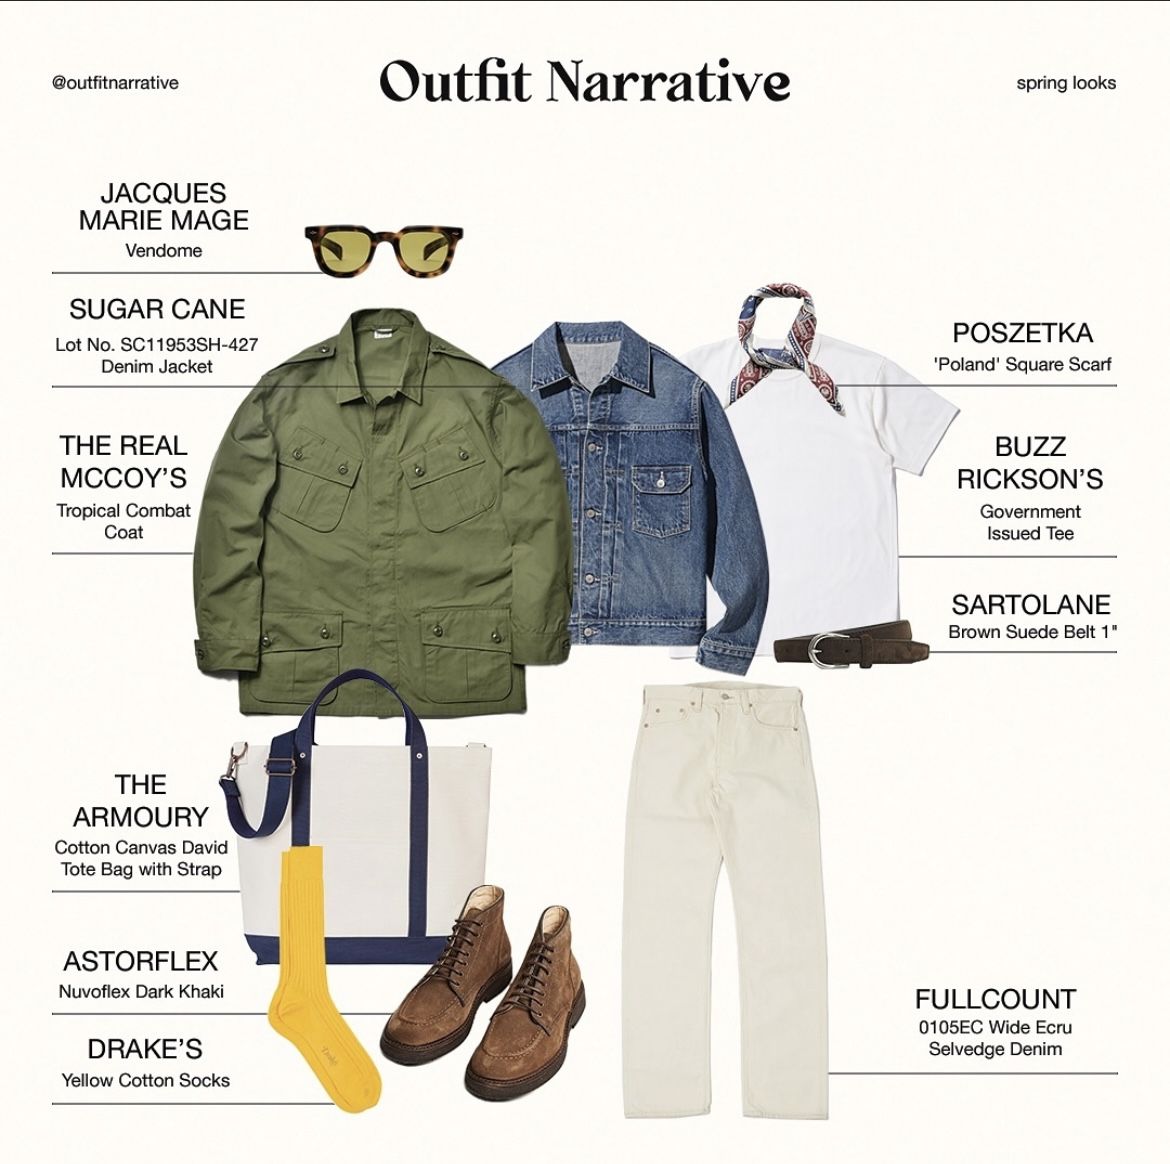 @outfitnarrative
Outfit Narrative
spring looks
JACQUES
MARIE MAGE
Vendome
SUGAR CANE
Lot No. SC11953SH-427
Denim Jacket
THE REAL
MCCOY’S
Tropical Combat
Coat
POSZETKA
'Poland' Square Scarf
BUZZ
RICKSON’S
Government
Issued Tee
SARTOLANE
Brown Suede Belt 1"
THE
ARMOURY
Cotton Canvas David
Tote Bag with Strap
ASTORFLEX
Nuvoflex Dark Khaki
DRAKE’S
Yellow Cotton Socks
Drake's
FULLCOUNT
0105EC Wide Ecru
Selvedge Denim